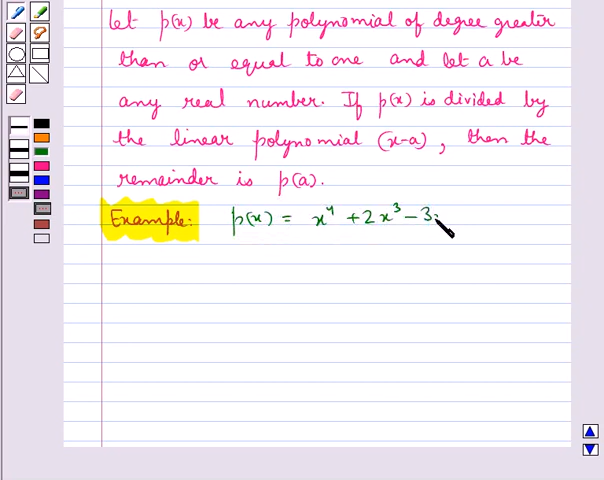 Let p(x) be any polynomial of degree greater
than or equal to one and let a be
any real number. If p(x) is divided by
the linear polynomial (x-a), then the
remainder is p(a).
Example: p(x) = x⁴ + 2x³ - 3